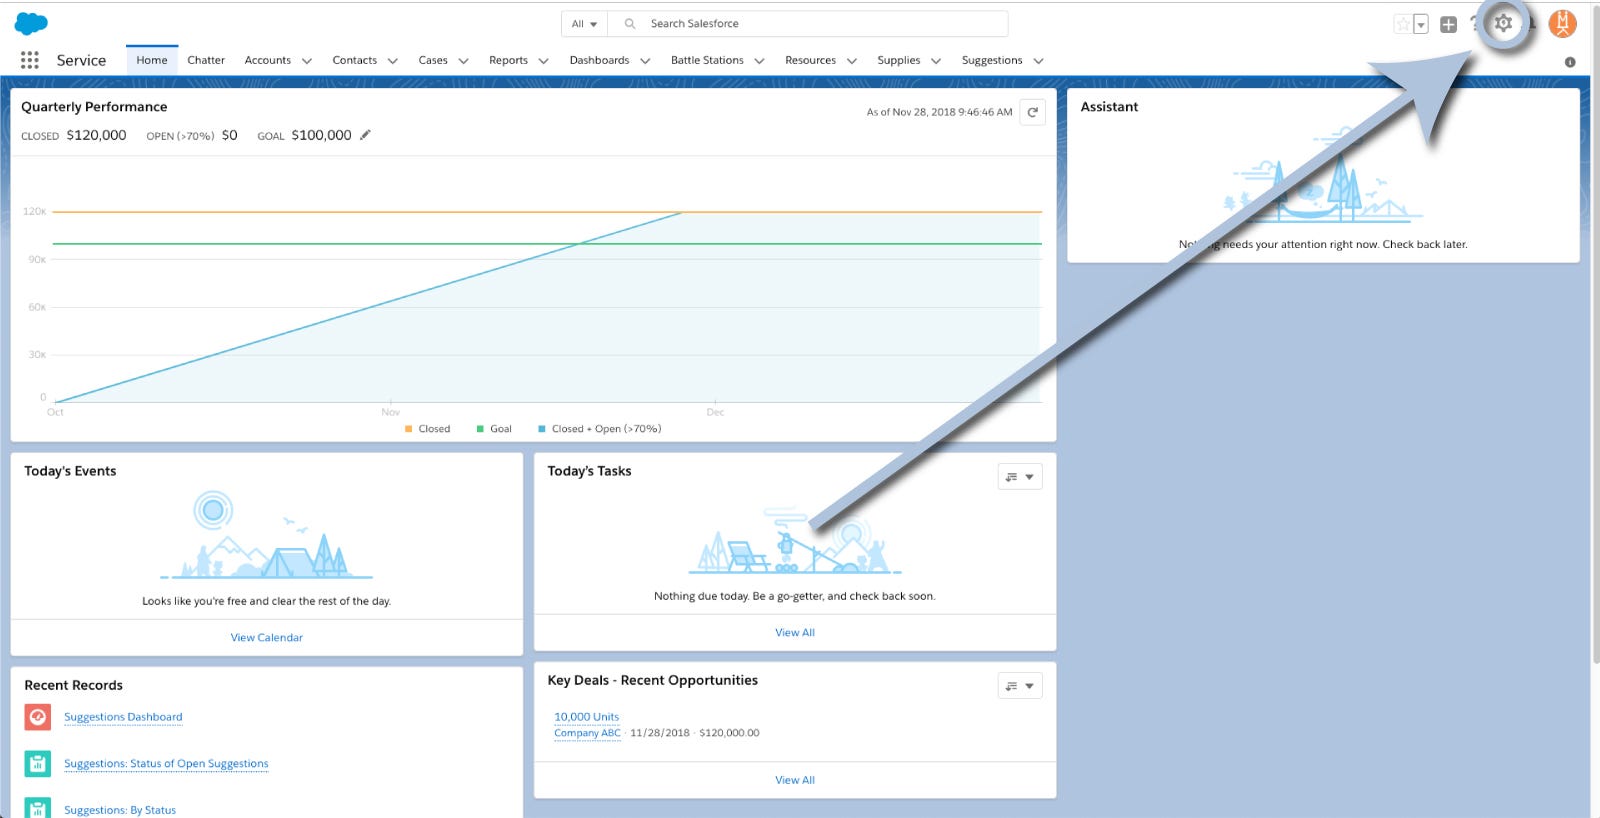 All
Search Salesforce
?
Service
Home
Chatter
Accounts
Contacts
Cases
Reports
Dashboards
Battle Stations
Resources
Supplies
Suggestions
Quarterly Performance
As of Nov 28, 2018 9:46:46 AM
CLOSED $120,000 OPEN (>70%) $0 GOAL $100,000
120K
90K
60K
30K
0
Oct
Nov
Dec
Closed
Goal
Closed + Open (>70%)
Assistant
Nothing needs your attention right now. Check back later.
Today's Events
Looks like you're free and clear the rest of the day.
View Calendar
Today's Tasks
Nothing due today. Be a go-getter, and check back soon.
View All
Recent Records
Suggestions Dashboard
Suggestions: Status of Open Suggestions
Suggestions: By Status
Key Deals - Recent Opportunities
10,000 Units
Company ABC · 11/28/2018 · $120,000.00
View All